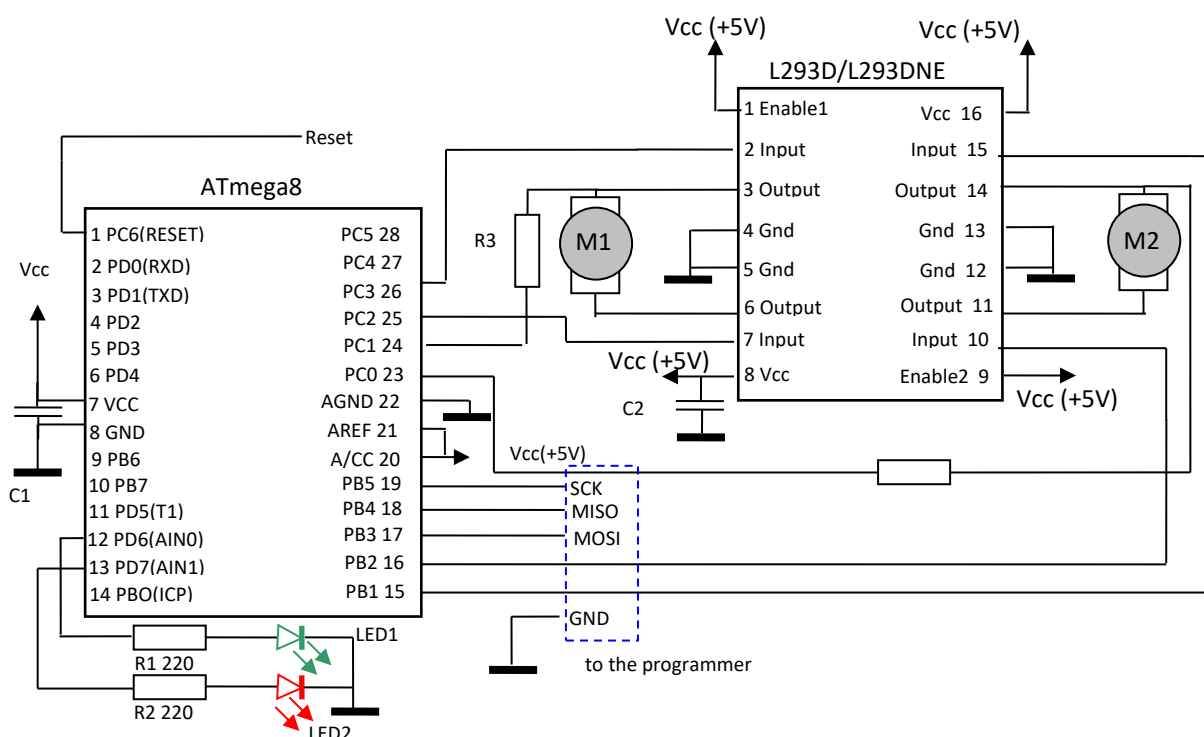 Vcc (+5V)
Vcc (+5V)
L293D/L293DNE
1 Enable1
Vcc 16
2 Input
Input 15
3 Output
Output 14
4 Gnd
Gnd 13
5 Gnd
Gnd 12
6 Output
Output 11
7 Input
Input 10
8 Vcc
Enable2 9
Vcc (+5V)
Vcc (+5V)
C2
M1
M2
R3
Reset
ATmega8
1 PC6(RESET)
PC5 28
2 PD0(RXD)
PC4 27
3 PD1(TXD)
PC3 26
4 PD2
PC2 25
5 PD3
PC1 24
6 PD4
PC0 23
7 VCC
AGND 22
8 GND
AREF 21
9 PB6
A/CC 20
10 PB7
PB5 19
11 PD5(T1)
PB4 18
12 PD6(AIN0)
PB3 17
13 PD7(AIN1)
PB2 16
14 PBO(ICP)
PB1 15
Vcc
C1
Vcc(+5V)
SCK
MISO
MOSI
GND
to the programmer
LED1
R1 220
R2 220
LED2